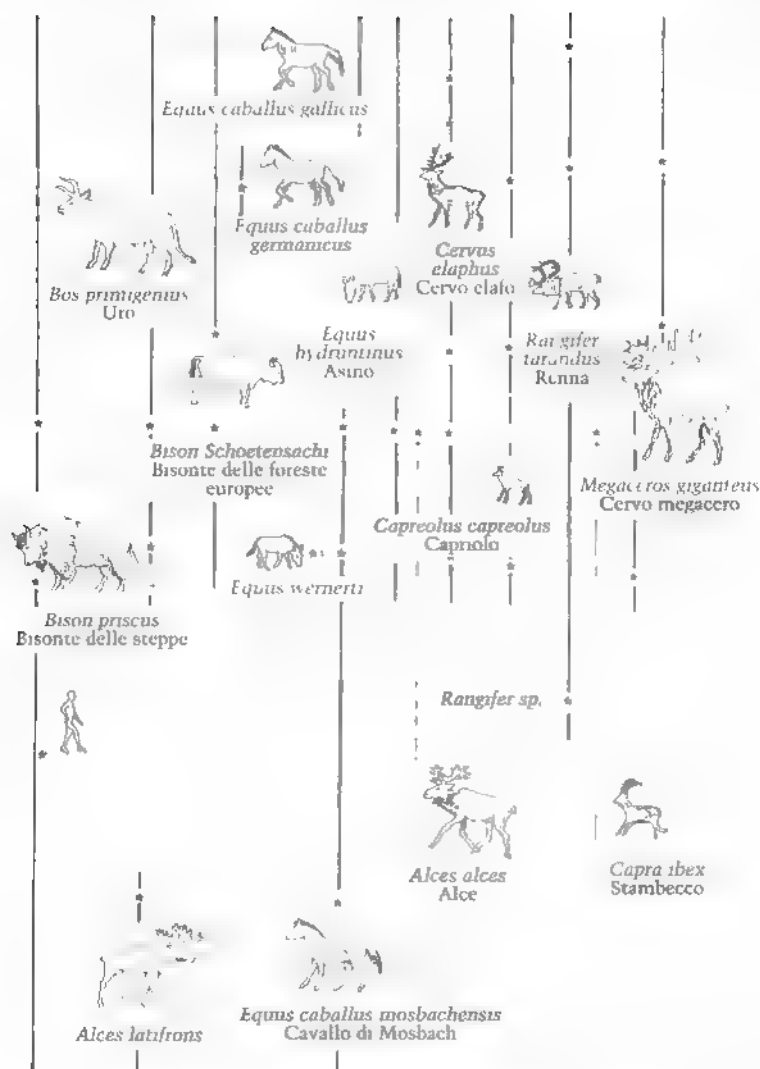 Equus caballus gallicus
Equus caballus
germanicus
Cervus
elaphus
Cervo elafo
Bos primigenius
Uro
Equus
hydruntinus
Asino
Rangifer
tarandus
Renna
Bison Schoetensachi
Bisonte delle foreste
europee
Megaceros giganteus
Cervo megacero
Capreolus capreolus
Capriolo
Equus wernerti
Bison priscus
Bisonte delle steppe
Rangifer sp.
Alces alces
Alce
Capra ibex
Stambecco
Alces latifrons
Equus caballus mosbachensis
Cavallo di Mosbach